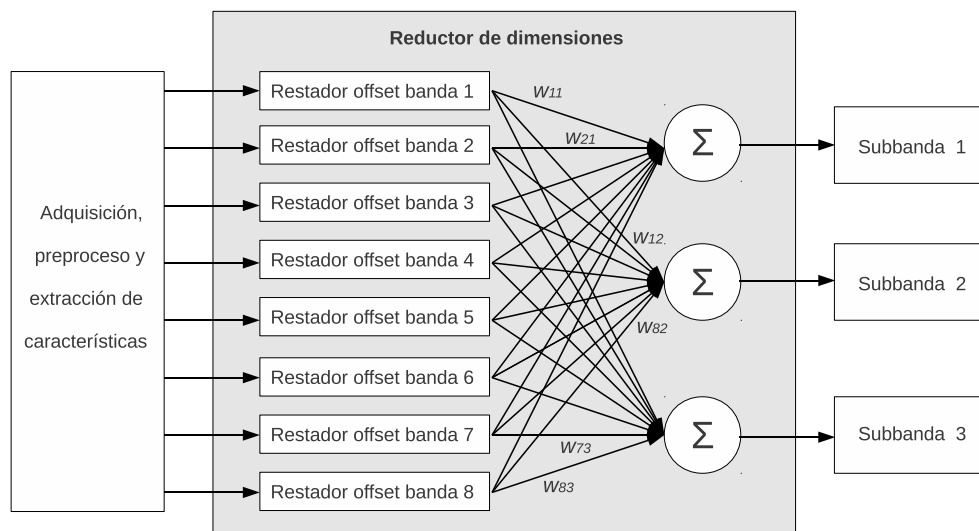 Reductor de dimensiones
Adquisición,
preproceso y
extracción de
características
Restador offset banda 1
Restador offset banda 2
Restador offset banda 3
Restador offset banda 4
Restador offset banda 5
Restador offset banda 6
Restador offset banda 7
Restador offset banda 8
w11
w21
w12
w82
w73
w83
Σ
Σ
Σ
Subbanda 1
Subbanda 2
Subbanda 3